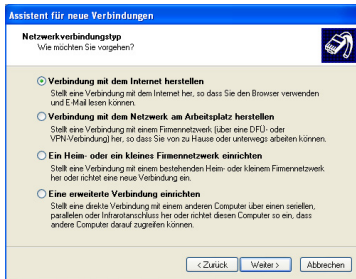 Assistent für neue Verbindungen
Netzwerkverbindungstyp
Wie möchten Sie vorgehen?
Verbindung mit dem Internet herstellen
Stellt eine Verbindung mit dem Internet her, so dass Sie den Browser verwenden
und E-Mail lesen können.
Verbindung mit dem Netzwerk am Arbeitsplatz herstellen
Stellt eine Verbindung mit einem Firmennetzwerk (über eine DFÜ- oder
VPN-Verbindung) her, so dass Sie von zu Hause oder unterwegs arbeiten können.
Ein Heim- oder ein kleines Firmennetzwerk einrichten
Stellt eine Verbindung mit einem bestehenden Heim- oder kleinem Firmennetzwerk
her oder richtet eine neue Verbindung ein.
Eine erweiterte Verbindung einrichten
Stellt eine direkte Verbindung mit einem anderen Computer über einen seriellen,
parallelen oder Infrarotanschluss her oder richtet diesen Computer so ein, dass
andere Computer darauf zugreifen können.
< Zurück Weiter > Abbrechen